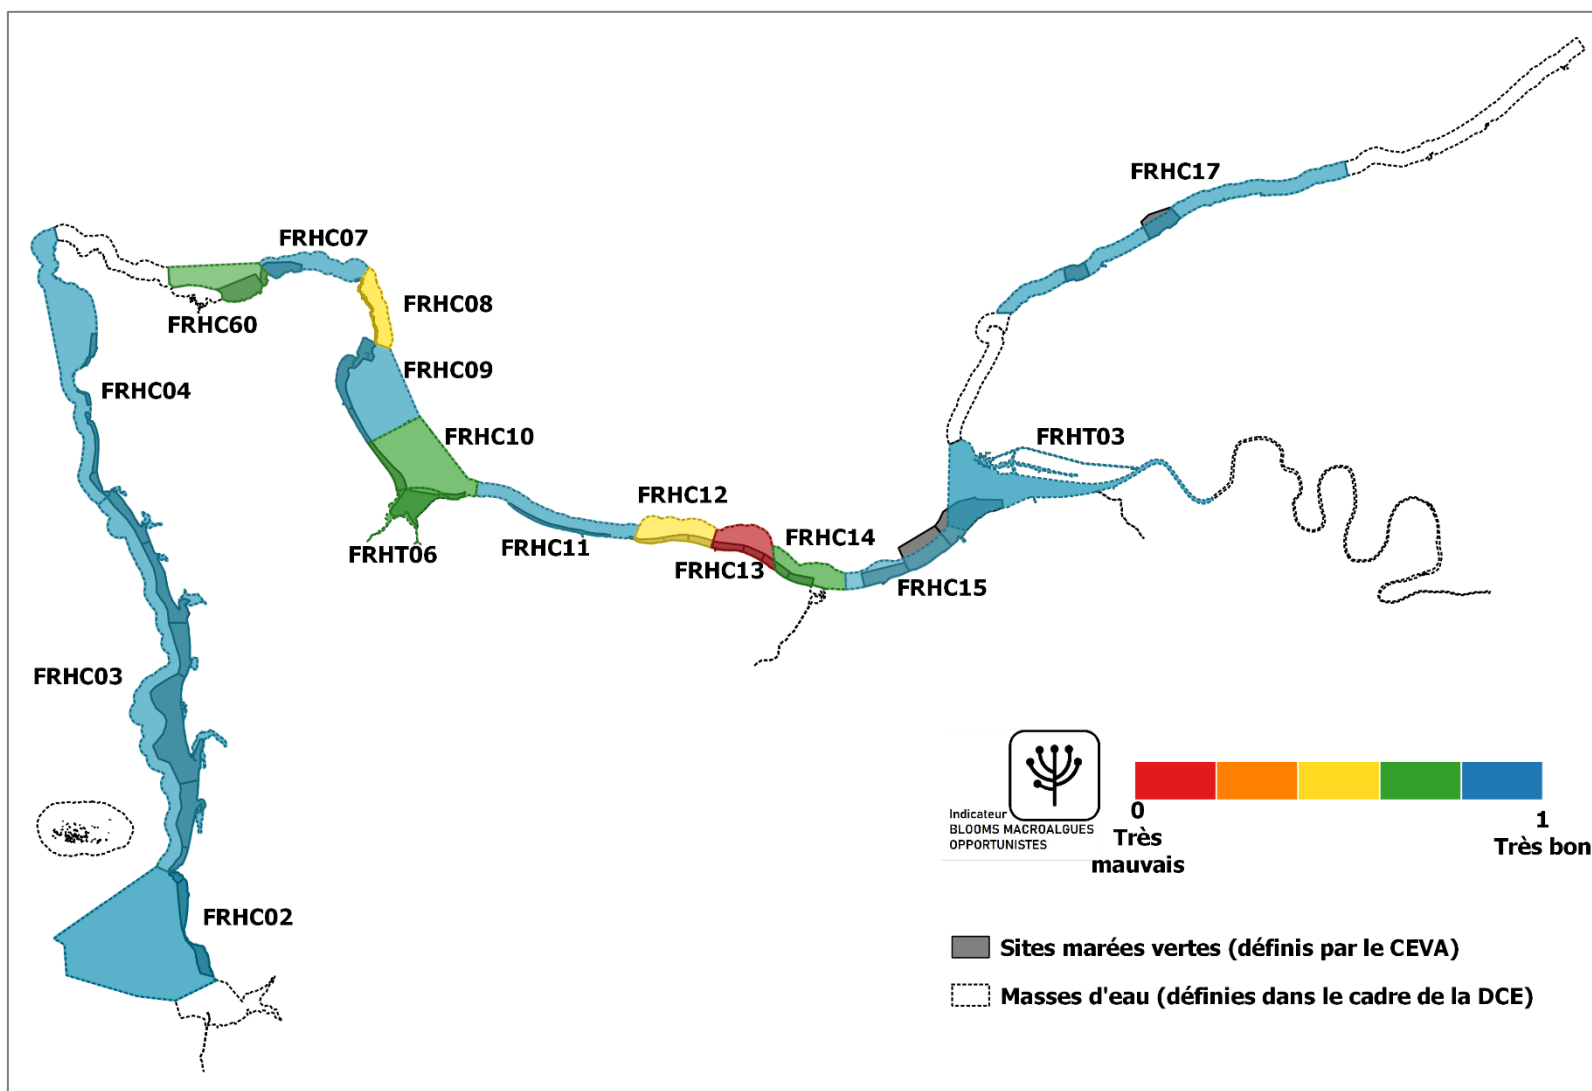 FRHC17
FRHC07
FRHC60
FRHC08
FRHC09
FRHC04
FRHC10
FRHT03
FRHC12
FRHC14
FRHT06
FRHC11
FRHC13
FRHC15
FRHC03
FRHC02
Indicateur
BLOOMS MACROALGUES
OPPORTUNISTES
0
Très
mauvais
1
Très bon
Sites marées vertes (définis par le CEVA)
Masses d'eau (définies dans le cadre de la DCE)